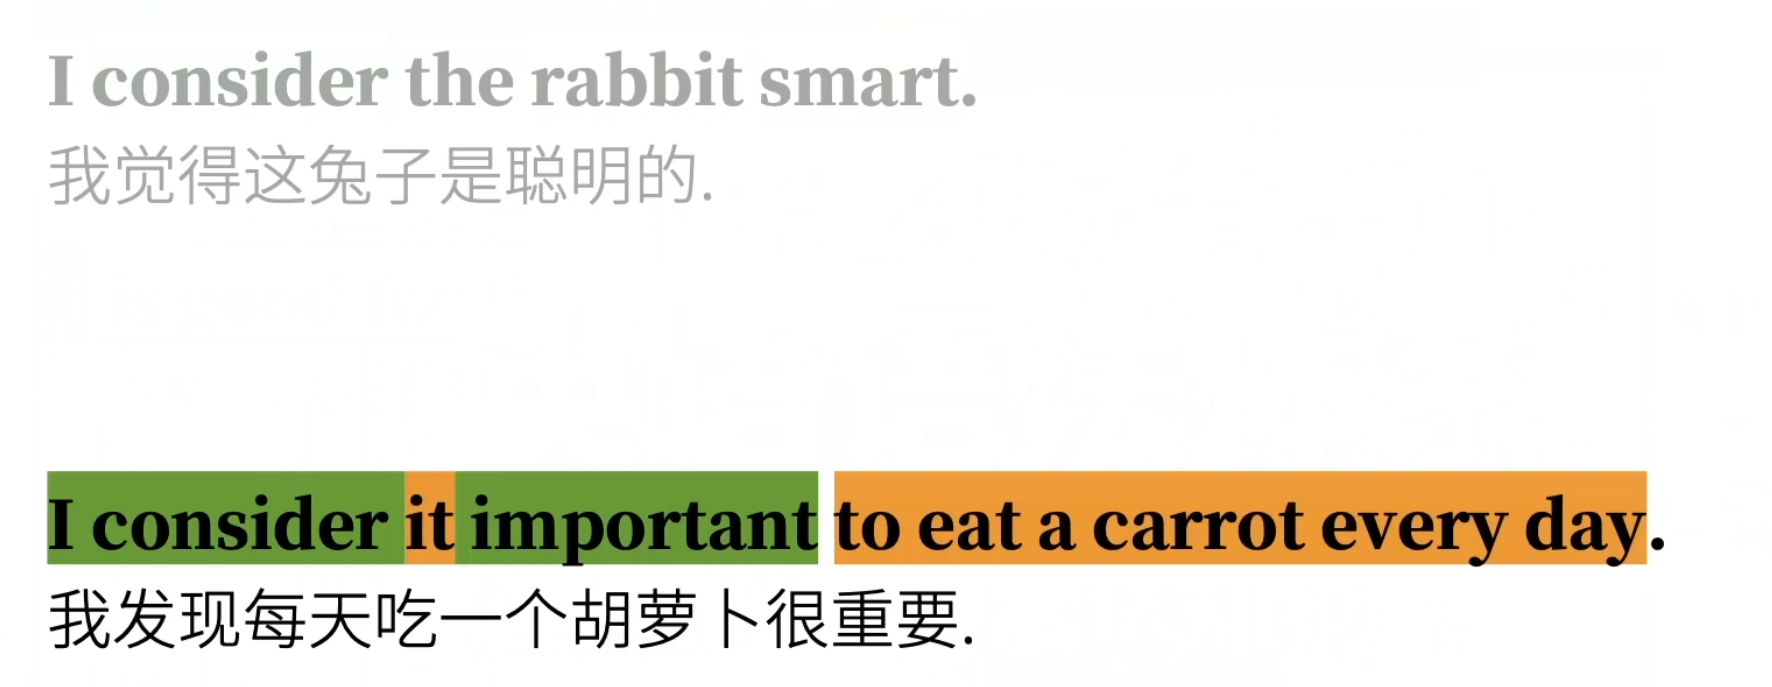 I consider the rabbit smart.
我觉得这兔子是聪明的.
I consider it important to eat a carrot every day.
我发现每天吃一个胡萝卜很重要.